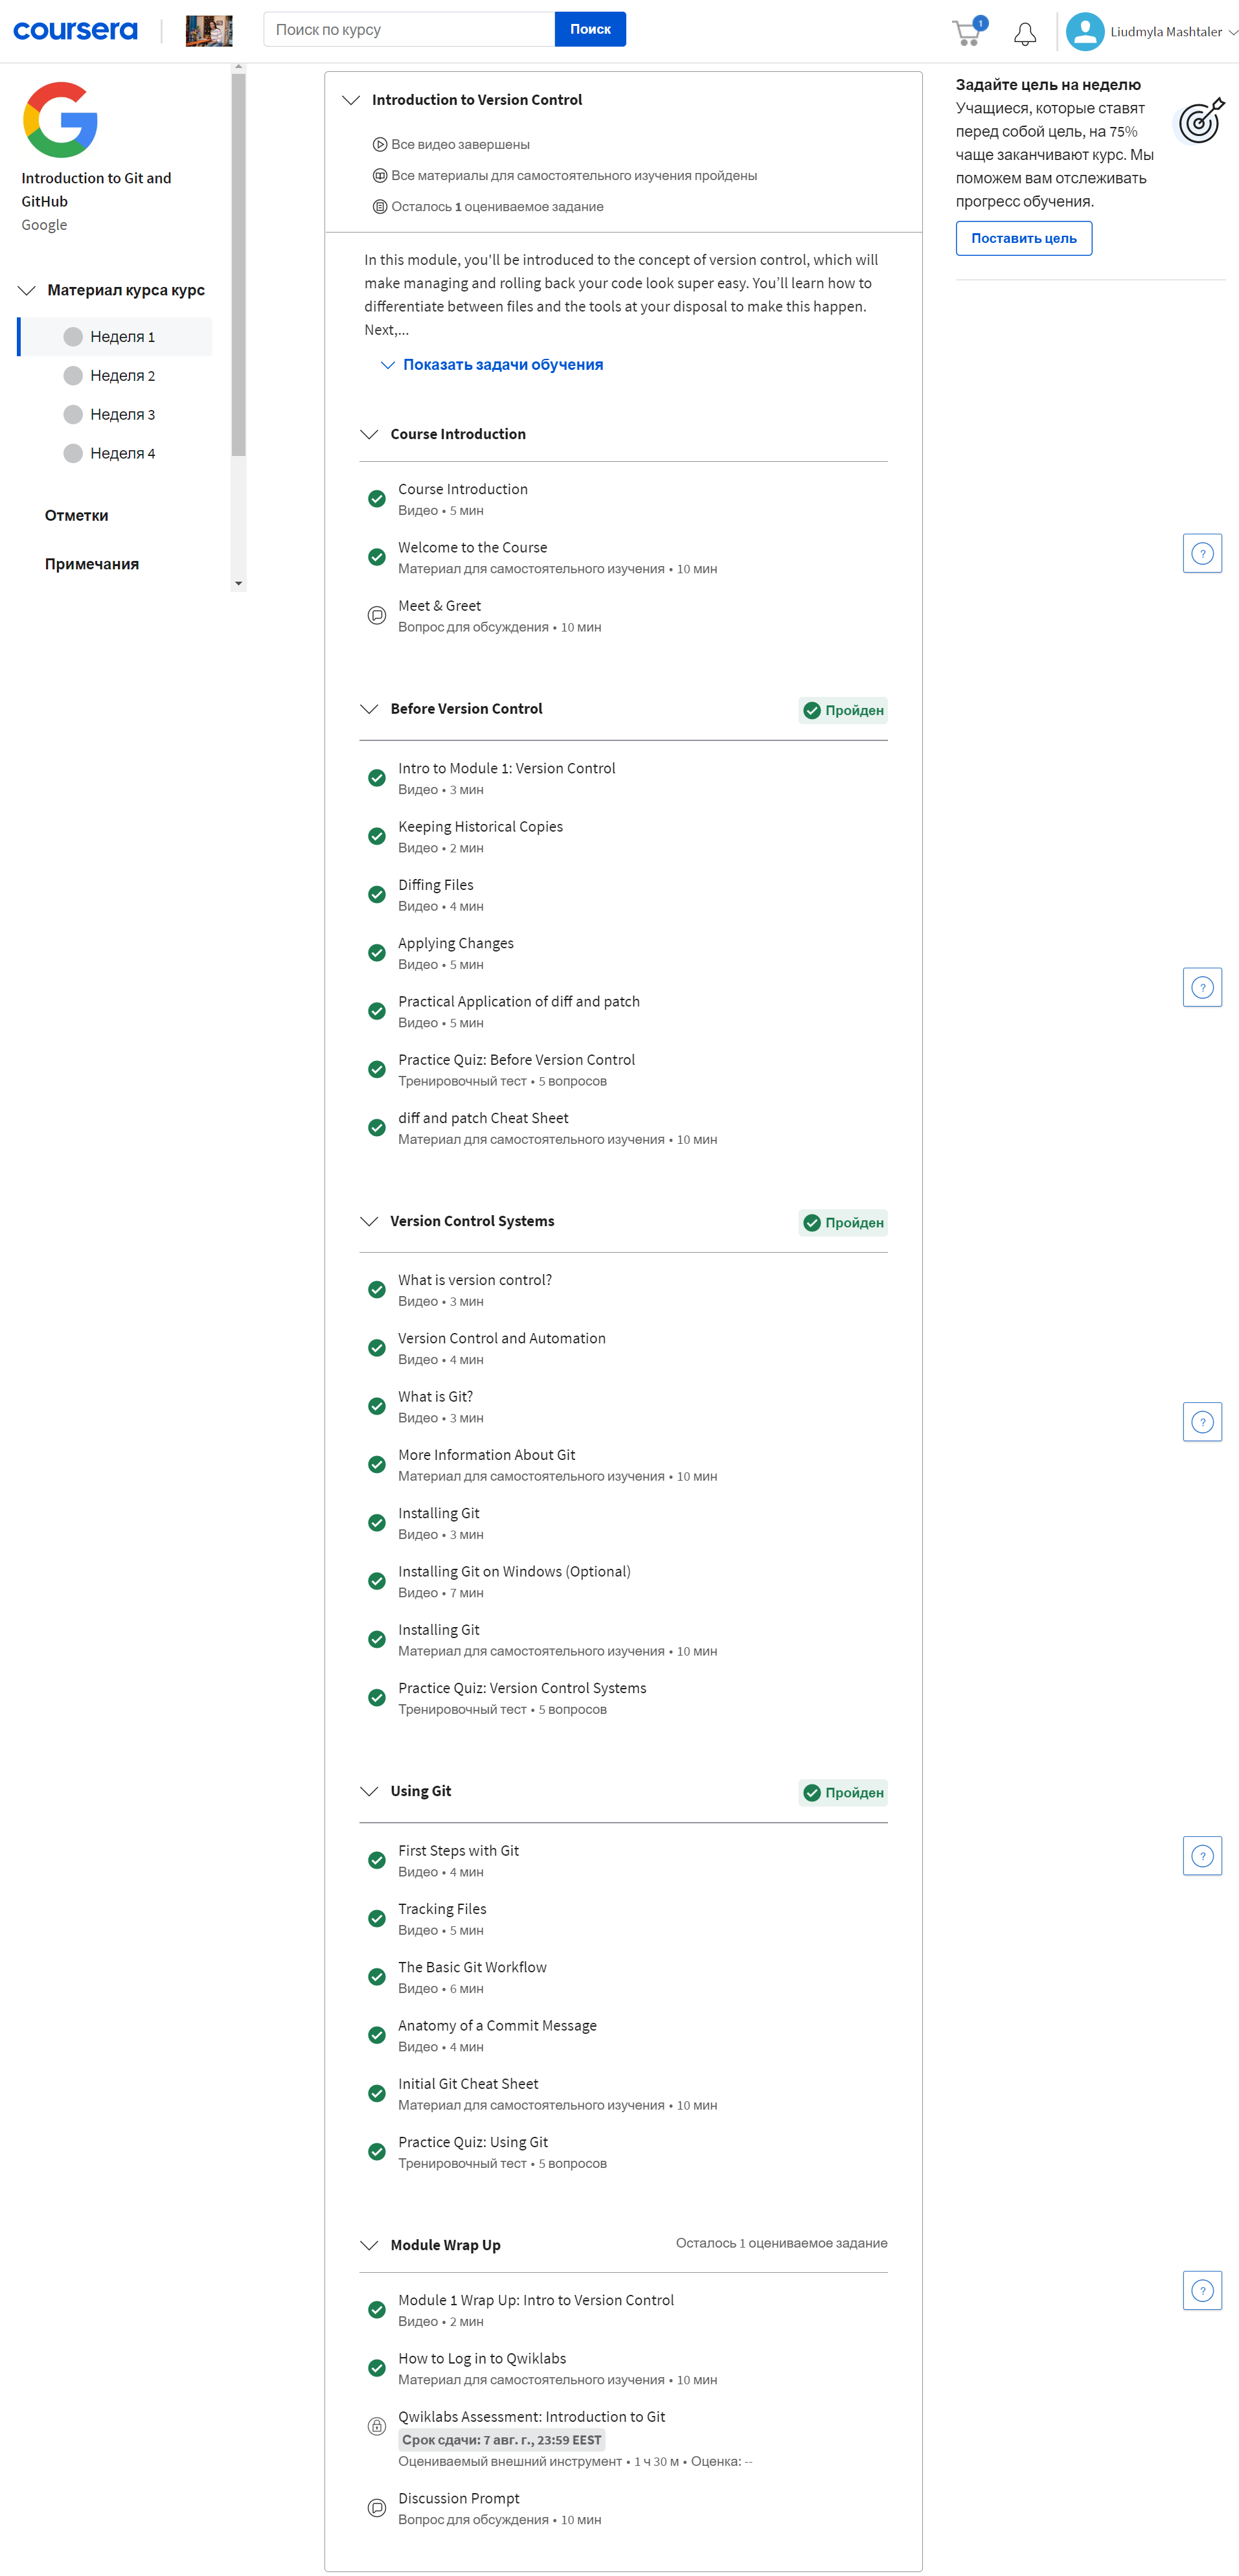 coursera
Поиск по курсу
Поиск
1
Liudmyla Mashtaler
Introduction to Git and
GitHub
Google
Материал курса курс
Неделя 1
Неделя 2
Неделя 3
Неделя 4
Отметки
Примечания
Introduction to Version Control
Все видео завершены
Все материалы для самостоятельного изучения пройдены
Осталось 1 оцениваемое задание
In this module, you'll be introduced to the concept of version control, which will
make managing and rolling back your code look super easy. You’ll learn how to
differentiate between files and the tools at your disposal to make this happen.
Next,...
Показать задачи обучения
Course Introduction
Course Introduction
Видео • 5 мин
Welcome to the Course
Материал для самостоятельного изучения • 10 мин
Meet & Greet
Вопрос для обсуждения • 10 мин
Before Version Control
Пройден
Intro to Module 1: Version Control
Видео • 3 мин
Keeping Historical Copies
Видео • 2 мин
Diffing Files
Видео • 4 мин
Applying Changes
Видео • 5 мин
Practical Application of diff and patch
Видео • 5 мин
Practice Quiz: Before Version Control
Тренировочный тест • 5 вопросов
diff and patch Cheat Sheet
Материал для самостоятельного изучения • 10 мин
Version Control Systems
Пройден
What is version control?
Видео • 3 мин
Version Control and Automation
Видео • 4 мин
What is Git?
Видео • 3 мин
More Information About Git
Материал для самостоятельного изучения • 10 мин
Installing Git
Видео • 3 мин
Installing Git on Windows (Optional)
Видео • 7 мин
Installing Git
Материал для самостоятельного изучения • 10 мин
Practice Quiz: Version Control Systems
Тренировочный тест • 5 вопросов
Using Git
Пройден
First Steps with Git
Видео • 4 мин
Tracking Files
Видео • 5 мин
The Basic Git Workflow
Видео • 6 мин
Anatomy of a Commit Message
Видео • 4 мин
Initial Git Cheat Sheet
Материал для самостоятельного изучения • 10 мин
Practice Quiz: Using Git
Тренировочный тест • 5 вопросов
Module Wrap Up
Осталось 1 оцениваемое задание
Module 1 Wrap Up: Intro to Version Control
Видео • 2 мин
How to Log in to Qwiklabs
Материал для самостоятельного изучения • 10 мин
Qwiklabs Assessment: Introduction to Git
Срок сдачи: 7 авг. г., 23:59 EEST
Оцениваемый внешний инструмент • 1 ч 30 м • Оценка: --
Discussion Prompt
Вопрос для обсуждения • 10 мин
Задайте цель на неделю
Учащиеся, которые ставят
перед собой цель, на 75%
чаще заканчивают курс. Мы
поможем вам отслеживать
прогресс обучения.
Поставить цель
?
?
?
?
?